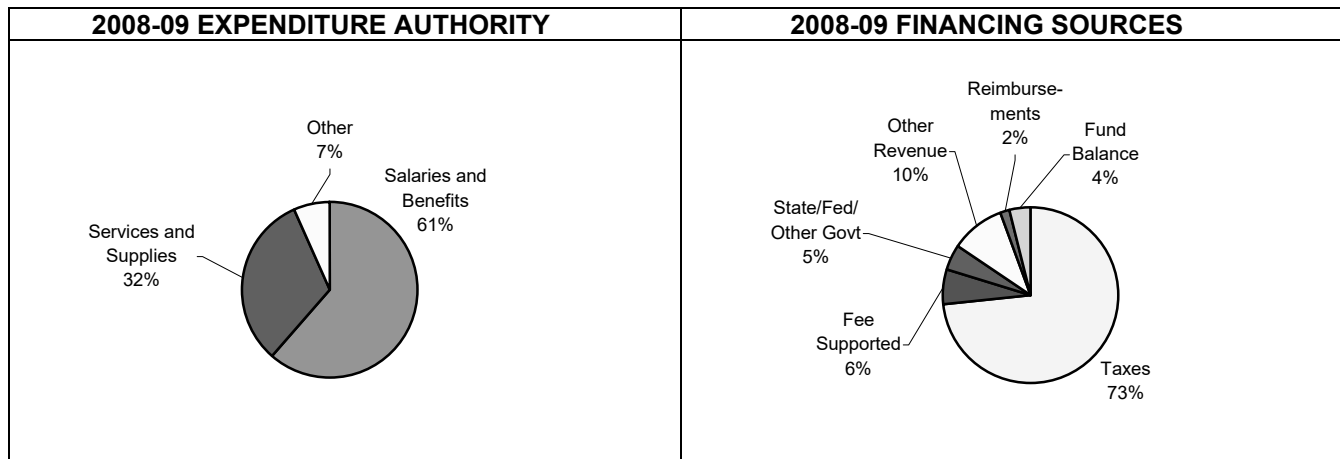 2008-09 EXPENDITURE AUTHORITY
Other
7%
Salaries and
Benefits
61%
Services and
Supplies
32%
2008-09 FINANCING SOURCES
Reimburse-
ments
2%
Other
Revenue
10%
Fund
Balance
4%
State/Fed/
Other Govt
5%
Fee
Supported
6%
Taxes
73%